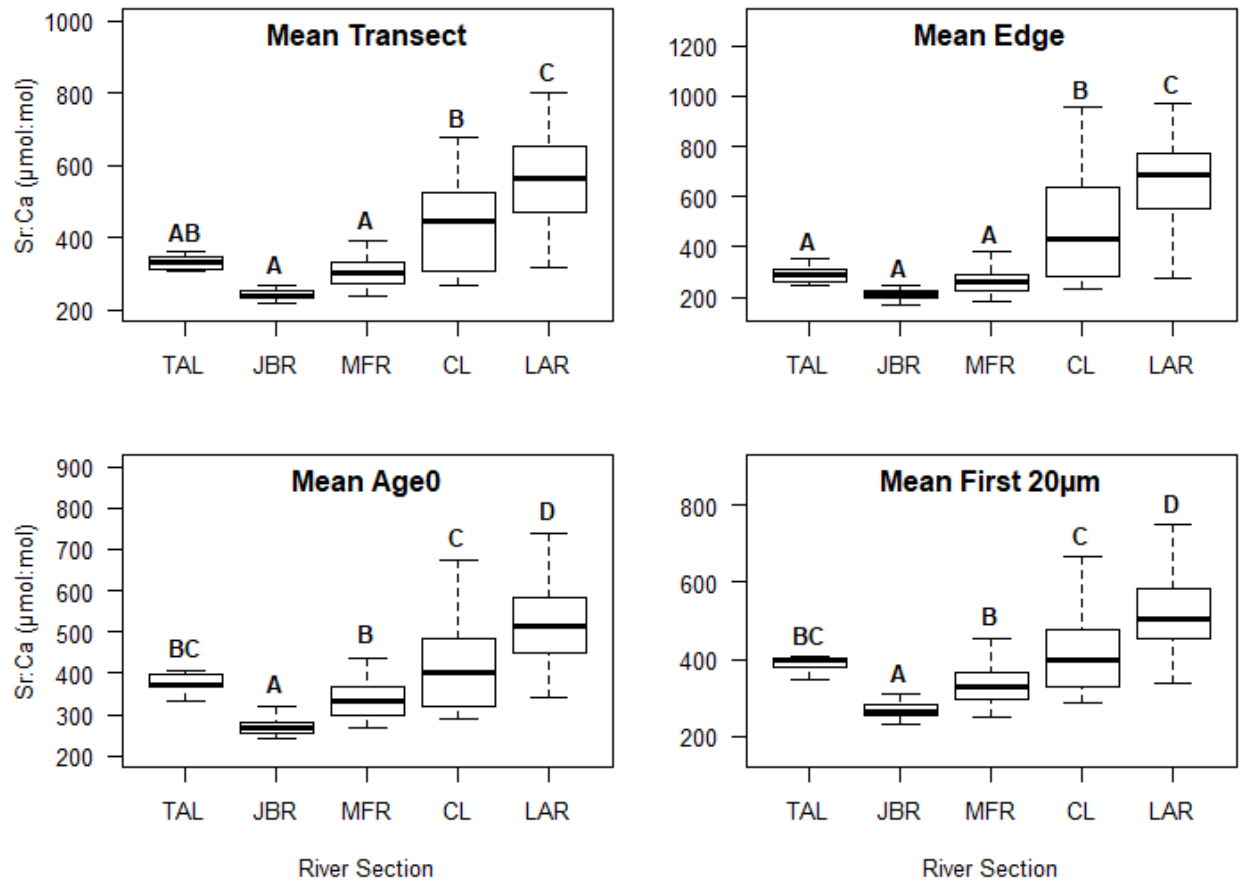 Mean Transect
Sr:Ca (µmol:mol)
1000
800
600
400
200
AB
A
A
B
C
TAL JBR MFR CL LAR
Mean Edge
1200
1000
800
600
400
200
A
A
A
B
C
TAL JBR MFR CL LAR
Mean Age0
Sr:Ca (µmol:mol)
900
800
700
600
500
400
300
200
BC
A
B
C
D
TAL JBR MFR CL LAR
River Section
Mean First 20µm
800
600
400
200
BC
A
B
C
D
TAL JBR MFR CL LAR
River Section